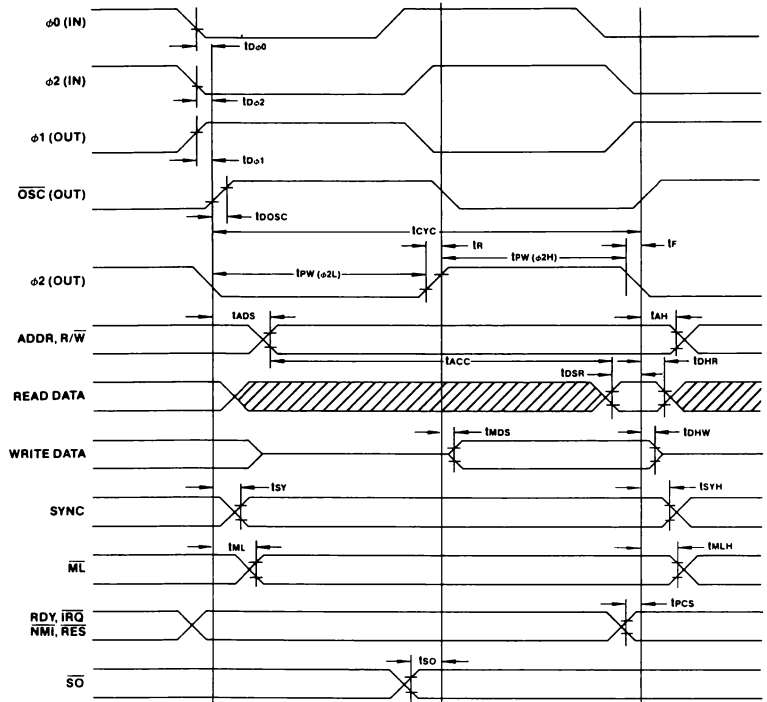 φ0 (IN)
tDφ0
φ2 (IN)
tDφ2
φ1 (OUT)
tDφ1
OSC (OUT)
tDOSC
tCYC
tR
tF
tPW (φ2L)
tPW (φ2H)
φ2 (OUT)
tADS
tAH
ADDR, R/W
tACC
tDHR
tDSR
READ DATA
tMDS
tDHW
WRITE DATA
tSY
tSYH
SYNC
tML
tMLH
ML
RDY, IRQ
NMI, RES
tPCS
tSO
SO